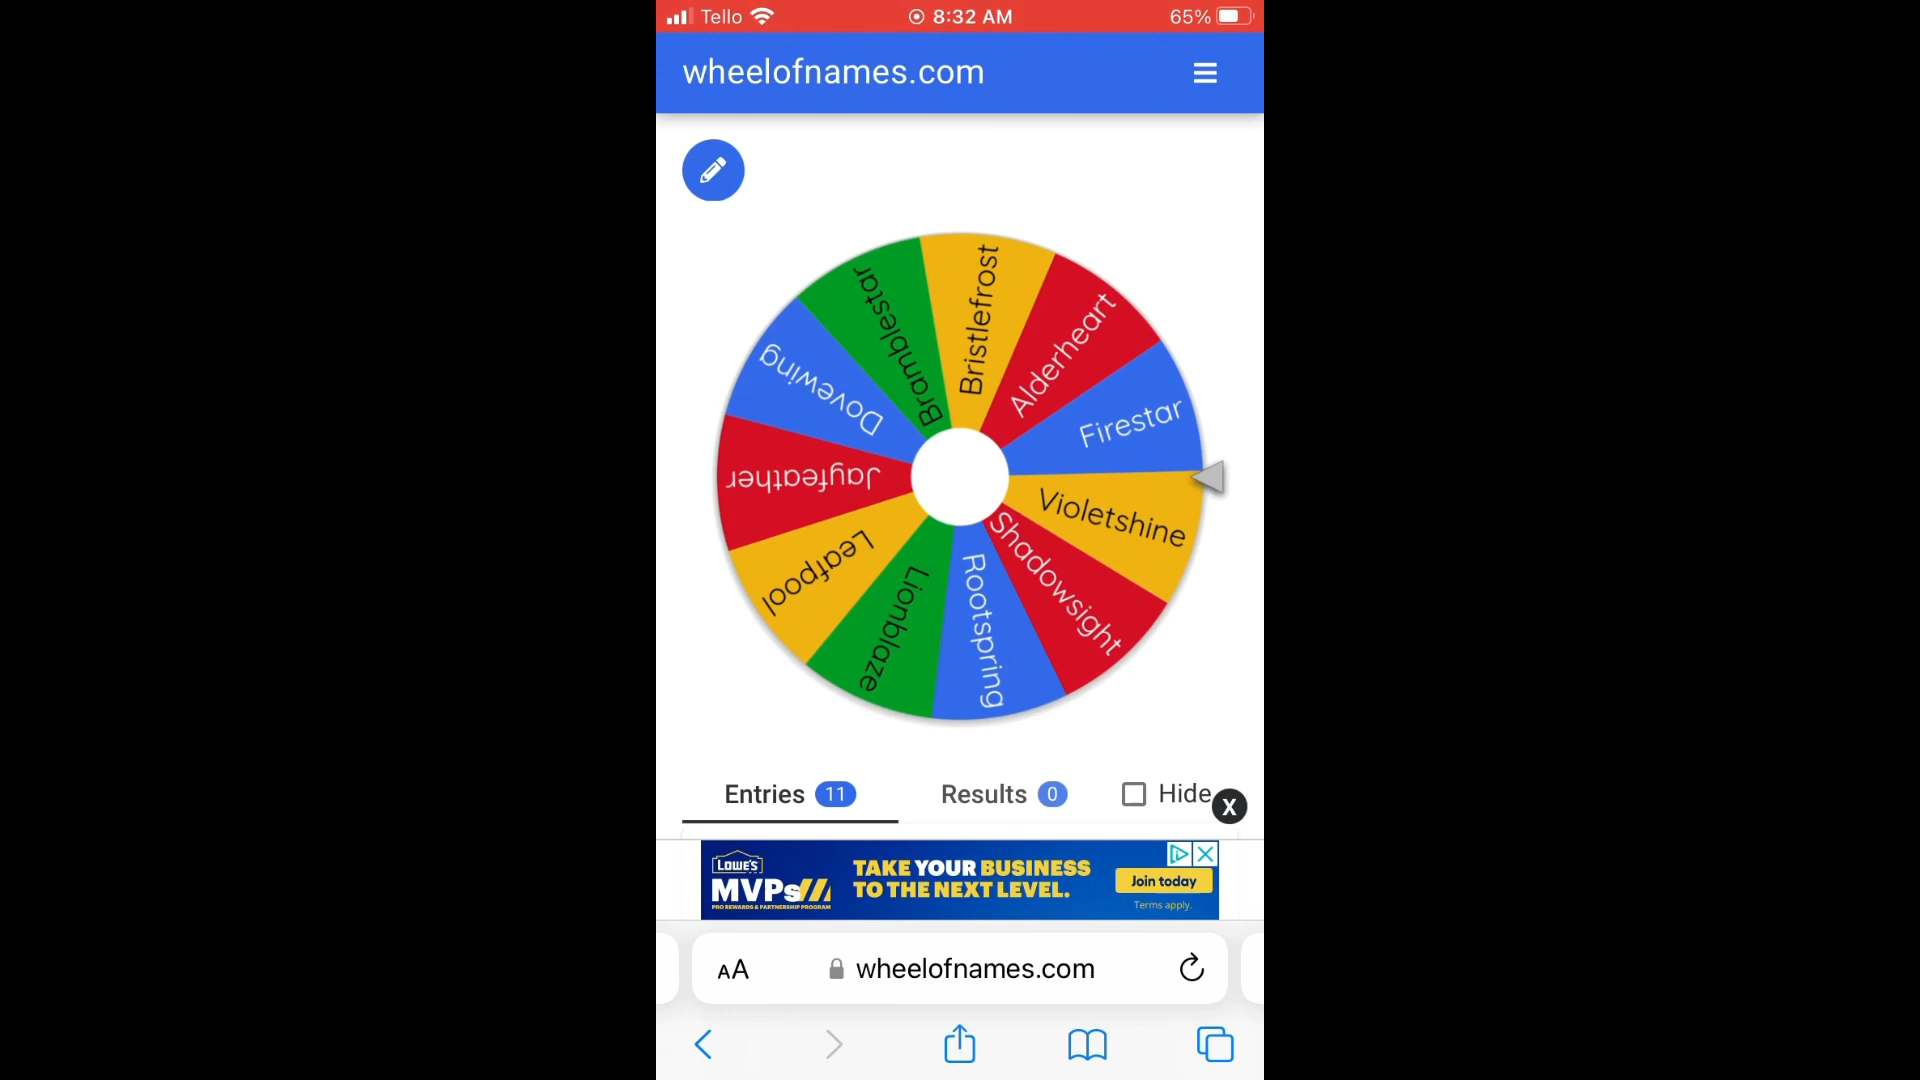 Tello 8:32 AM 65%
wheelofnames.com
Bristlefrost
Alderheart
Firestar
Violetshine
Shadowsight
Rootspring
Lionblaze
Leafpool
Jayfeather
Dovewing
Bramblestar
Entries 11 Results 0 Hide
X
LOWE'S
MVPs
PRO REWARDS & PARTNERSHIP PROGRAM
TAKE YOUR BUSINESS
TO THE NEXT LEVEL.
Join today
Terms apply.
AA wheelofnames.com